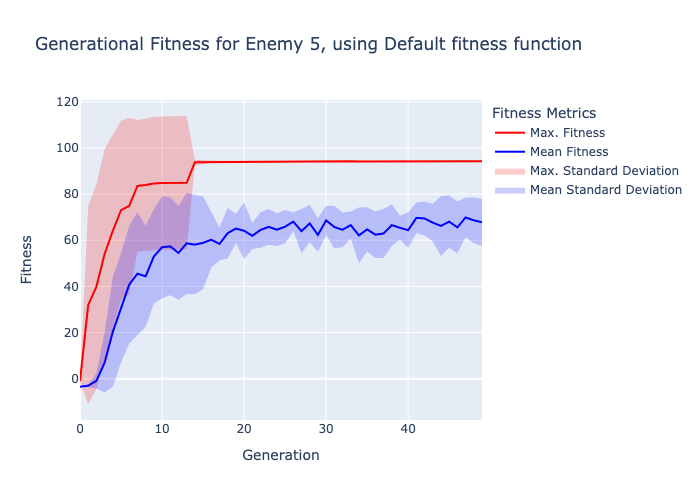 Generational Fitness for Enemy 5, using Default fitness function
Fitness Metrics
Max. Fitness
Mean Fitness
Max. Standard Deviation
Mean Standard Deviation
Fitness
120
100
80
60
40
20
0
0
10
20
30
40
Generation